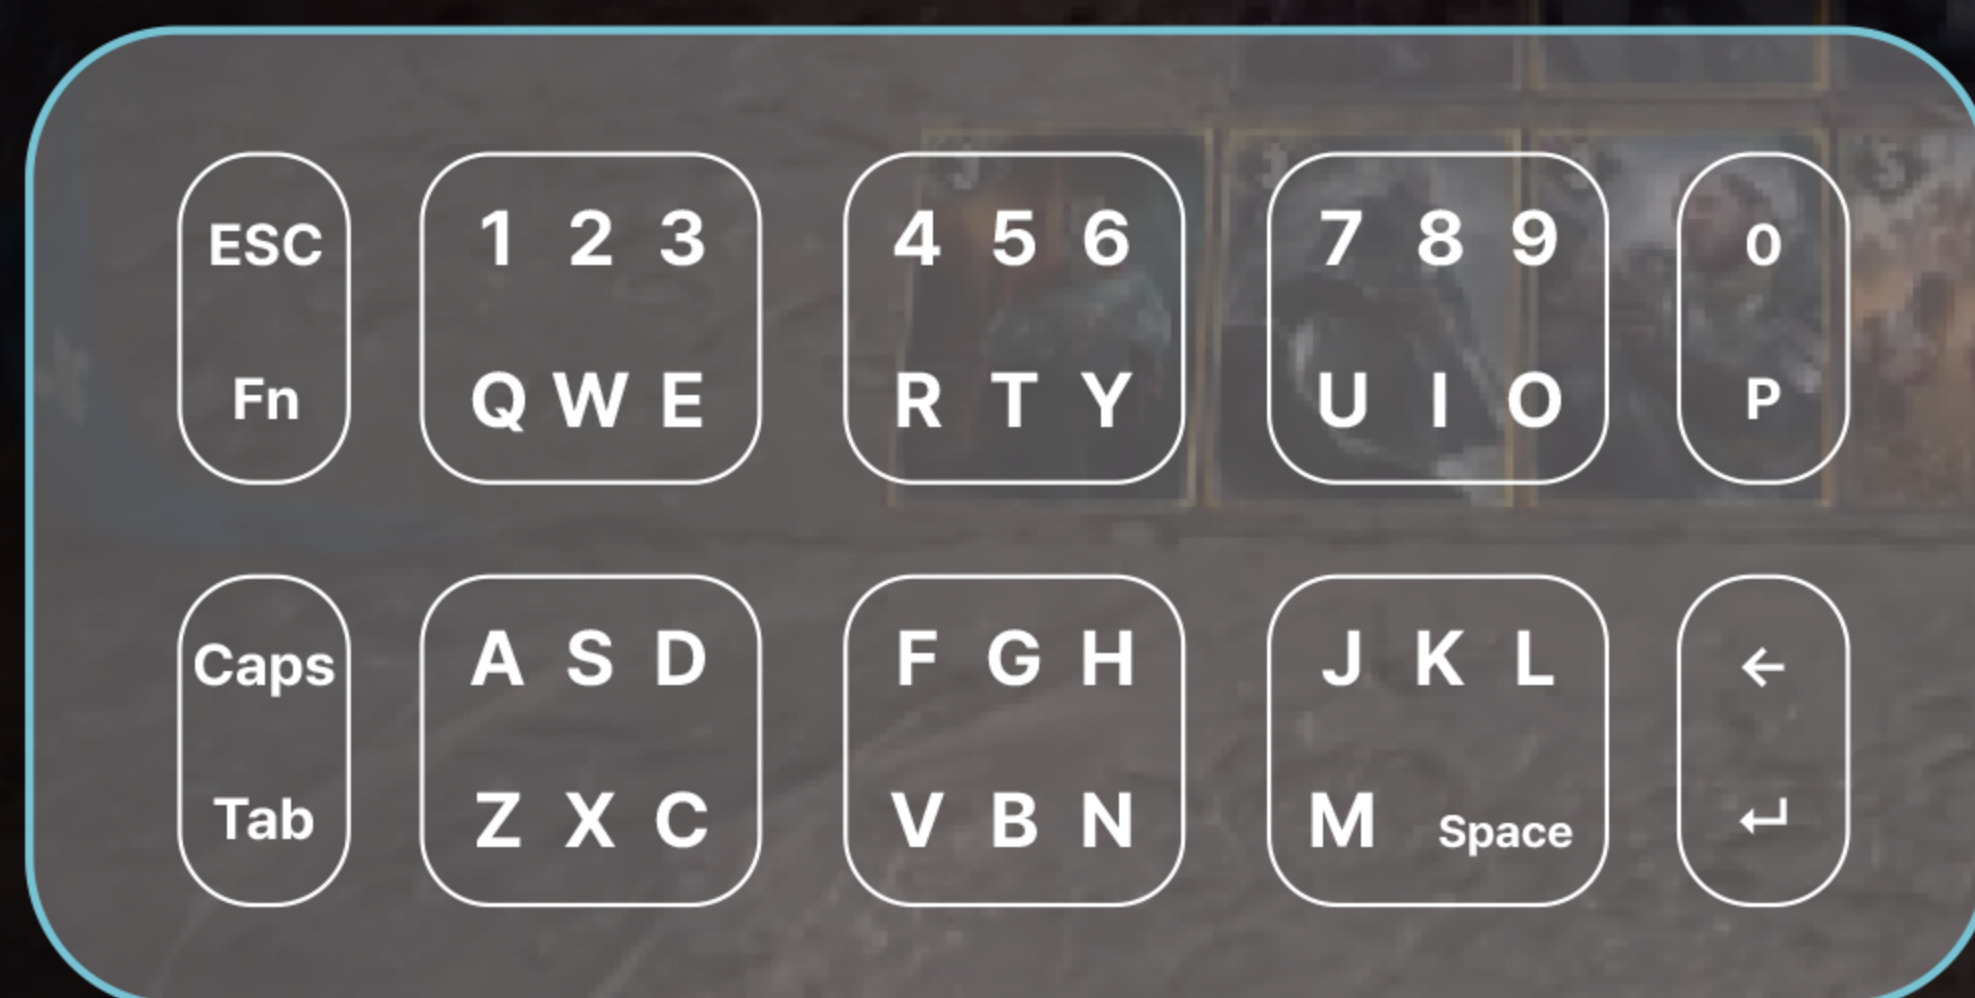 ESC 1 2 3 4 5 6 7 8 9 0
Fn Q W E R T Y U I O P
Caps A S D F G H J K L ←
Tab Z X C V B N M Space ↵